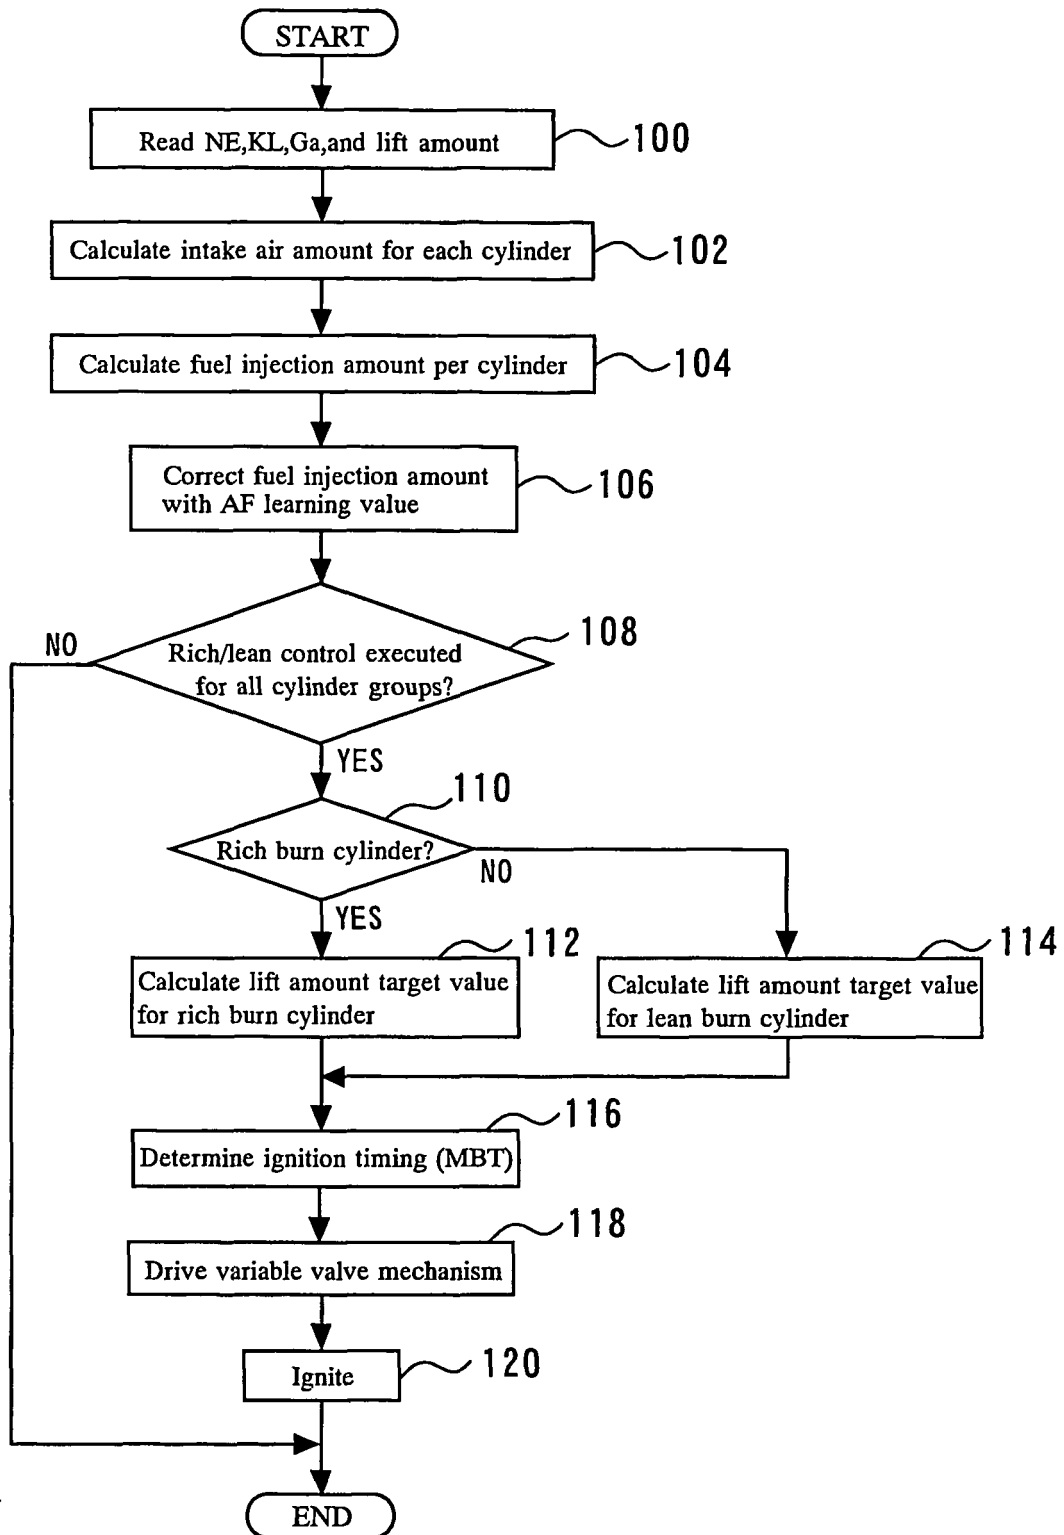 START
Read NE,KL,Ga,and lift amount
100
Calculate intake air amount for each cylinder
102
Calculate fuel injection amount per cylinder
104
Correct fuel injection amount
with AF learning value
106
Rich/lean control executed
for all cylinder groups?
108
NO
YES
Rich burn cylinder?
110
NO
YES
Calculate lift amount target value
for rich burn cylinder
112
Calculate lift amount target value
for lean burn cylinder
114
Determine ignition timing (MBT)
116
Drive variable valve mechanism
118
Ignite
120
END